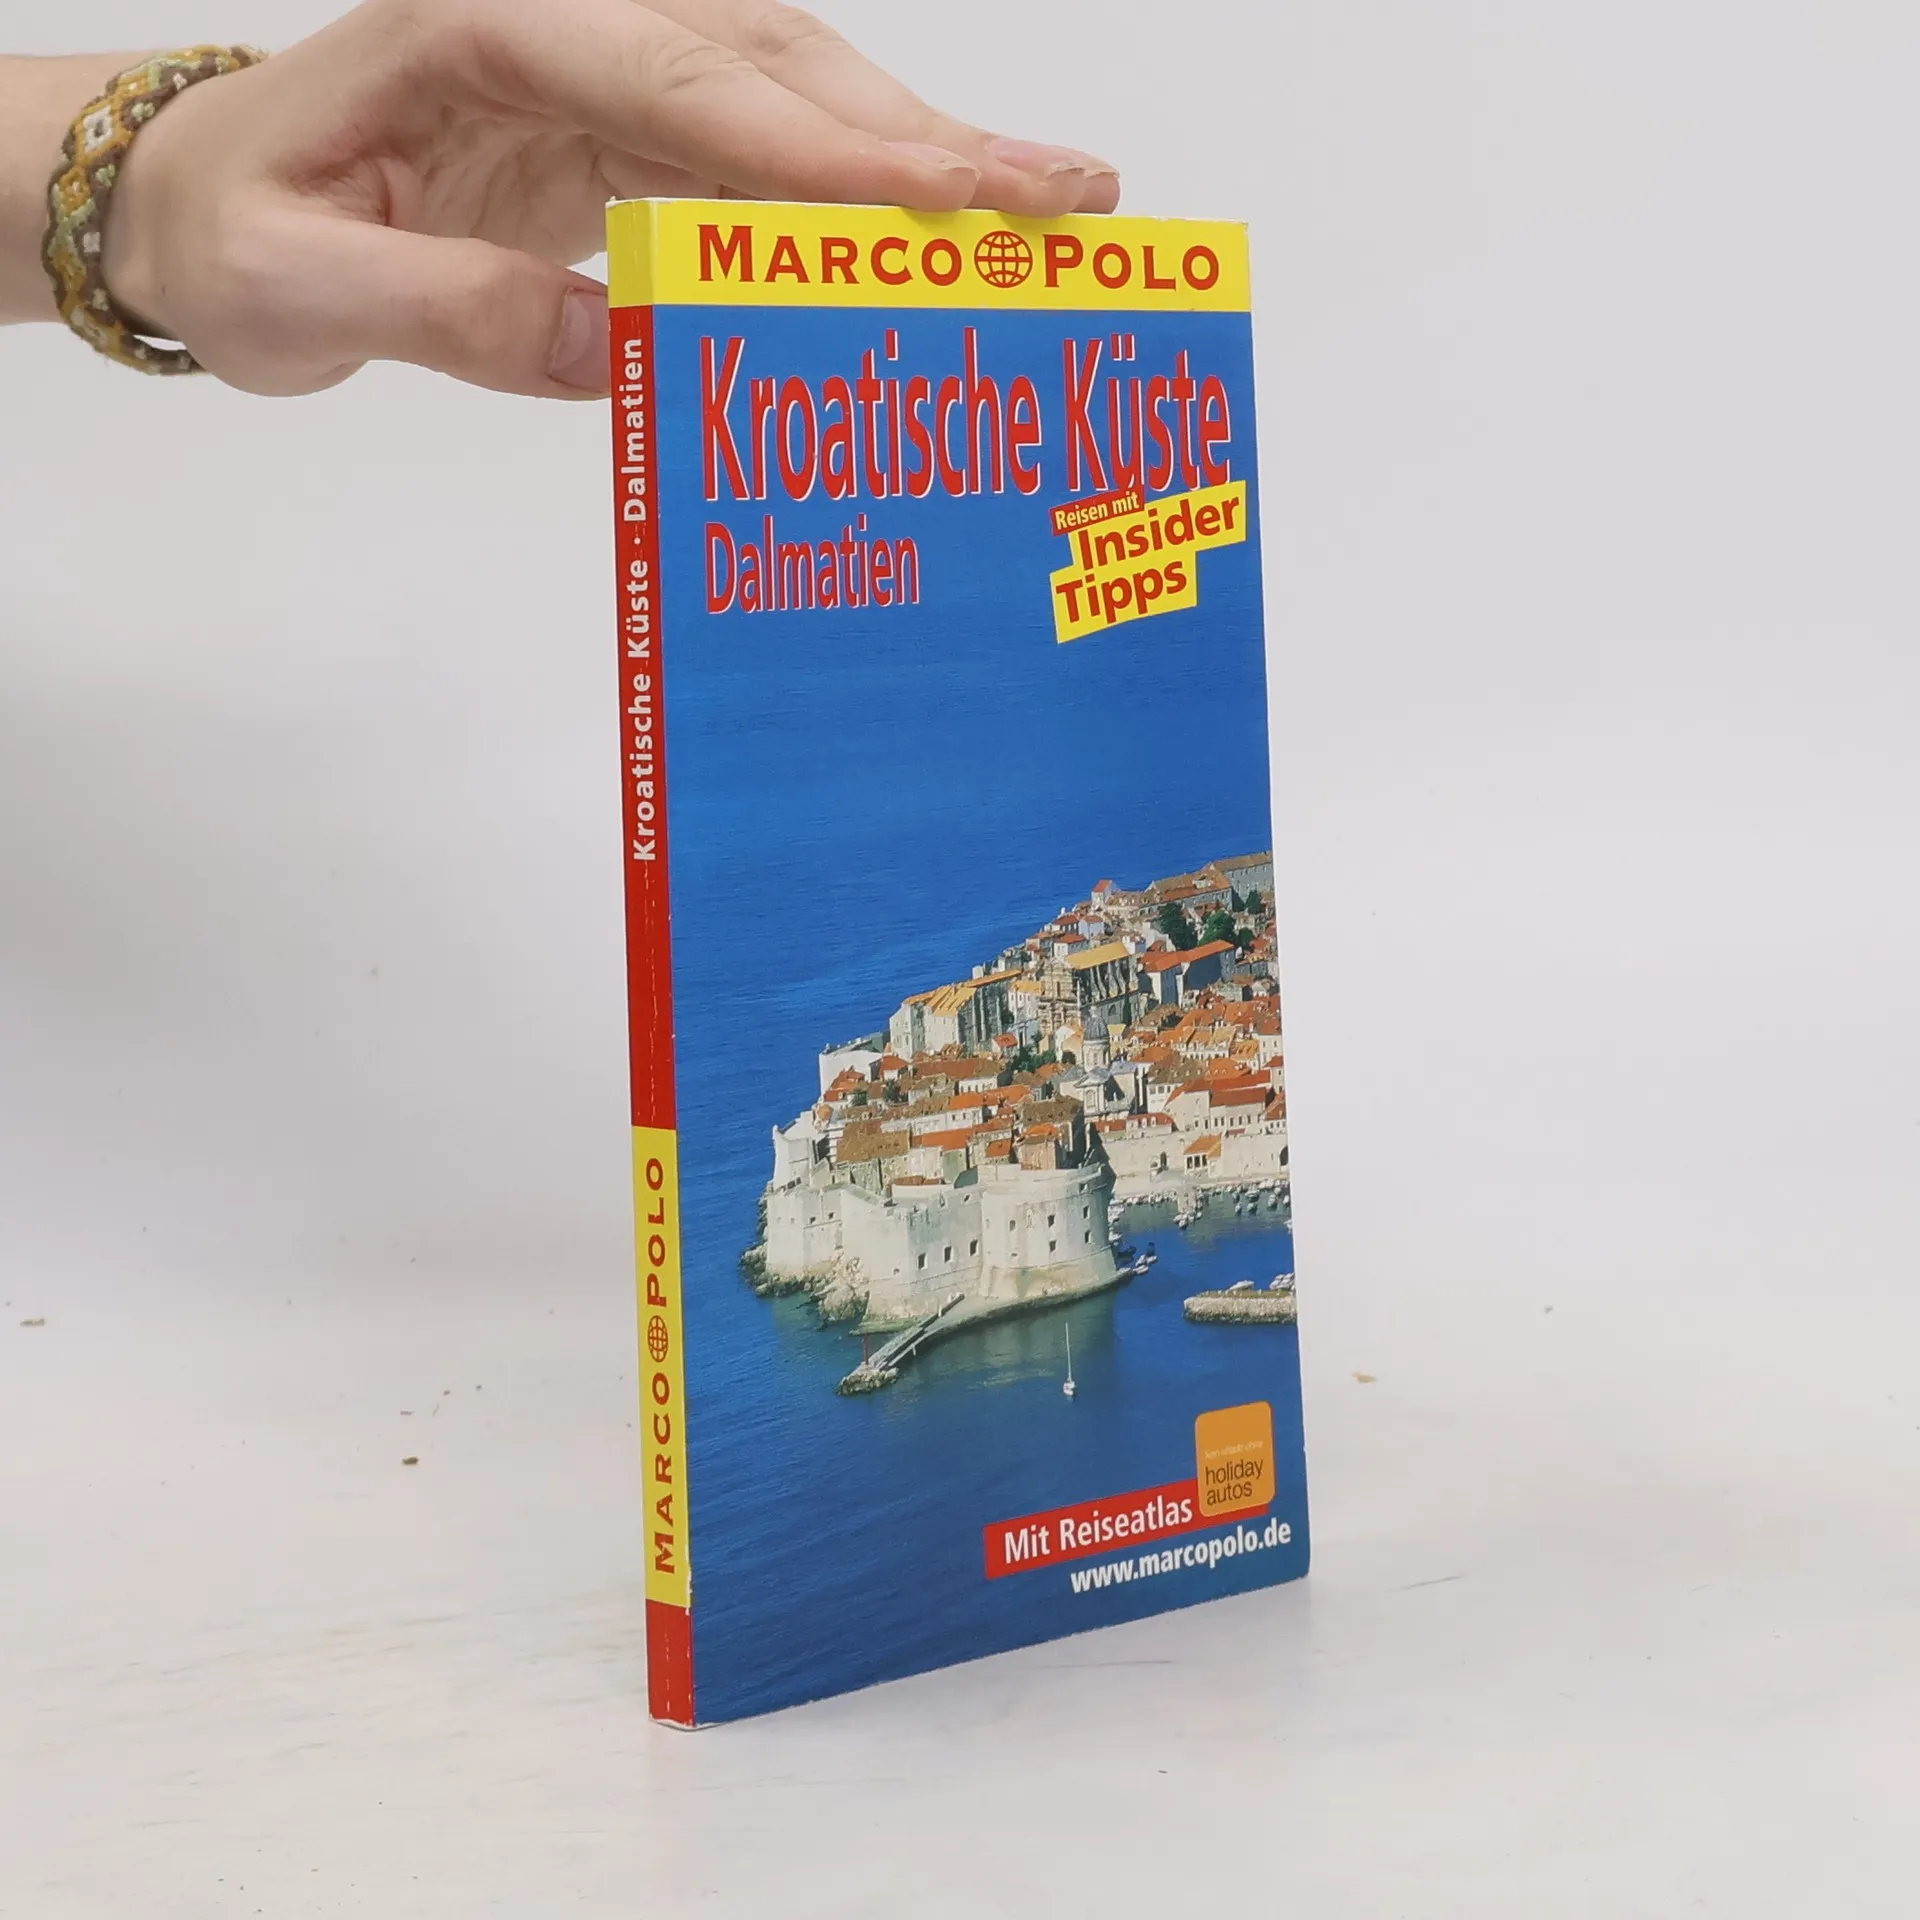 MARCO POLO
Kroatische Küste
Dalmatien
Reisen mit
Insider
Tipps
holiday
autos
Mit Reiseatlas
www.marcopolo.de
Kroatische Küste · Dalmatien
MARCO POLO